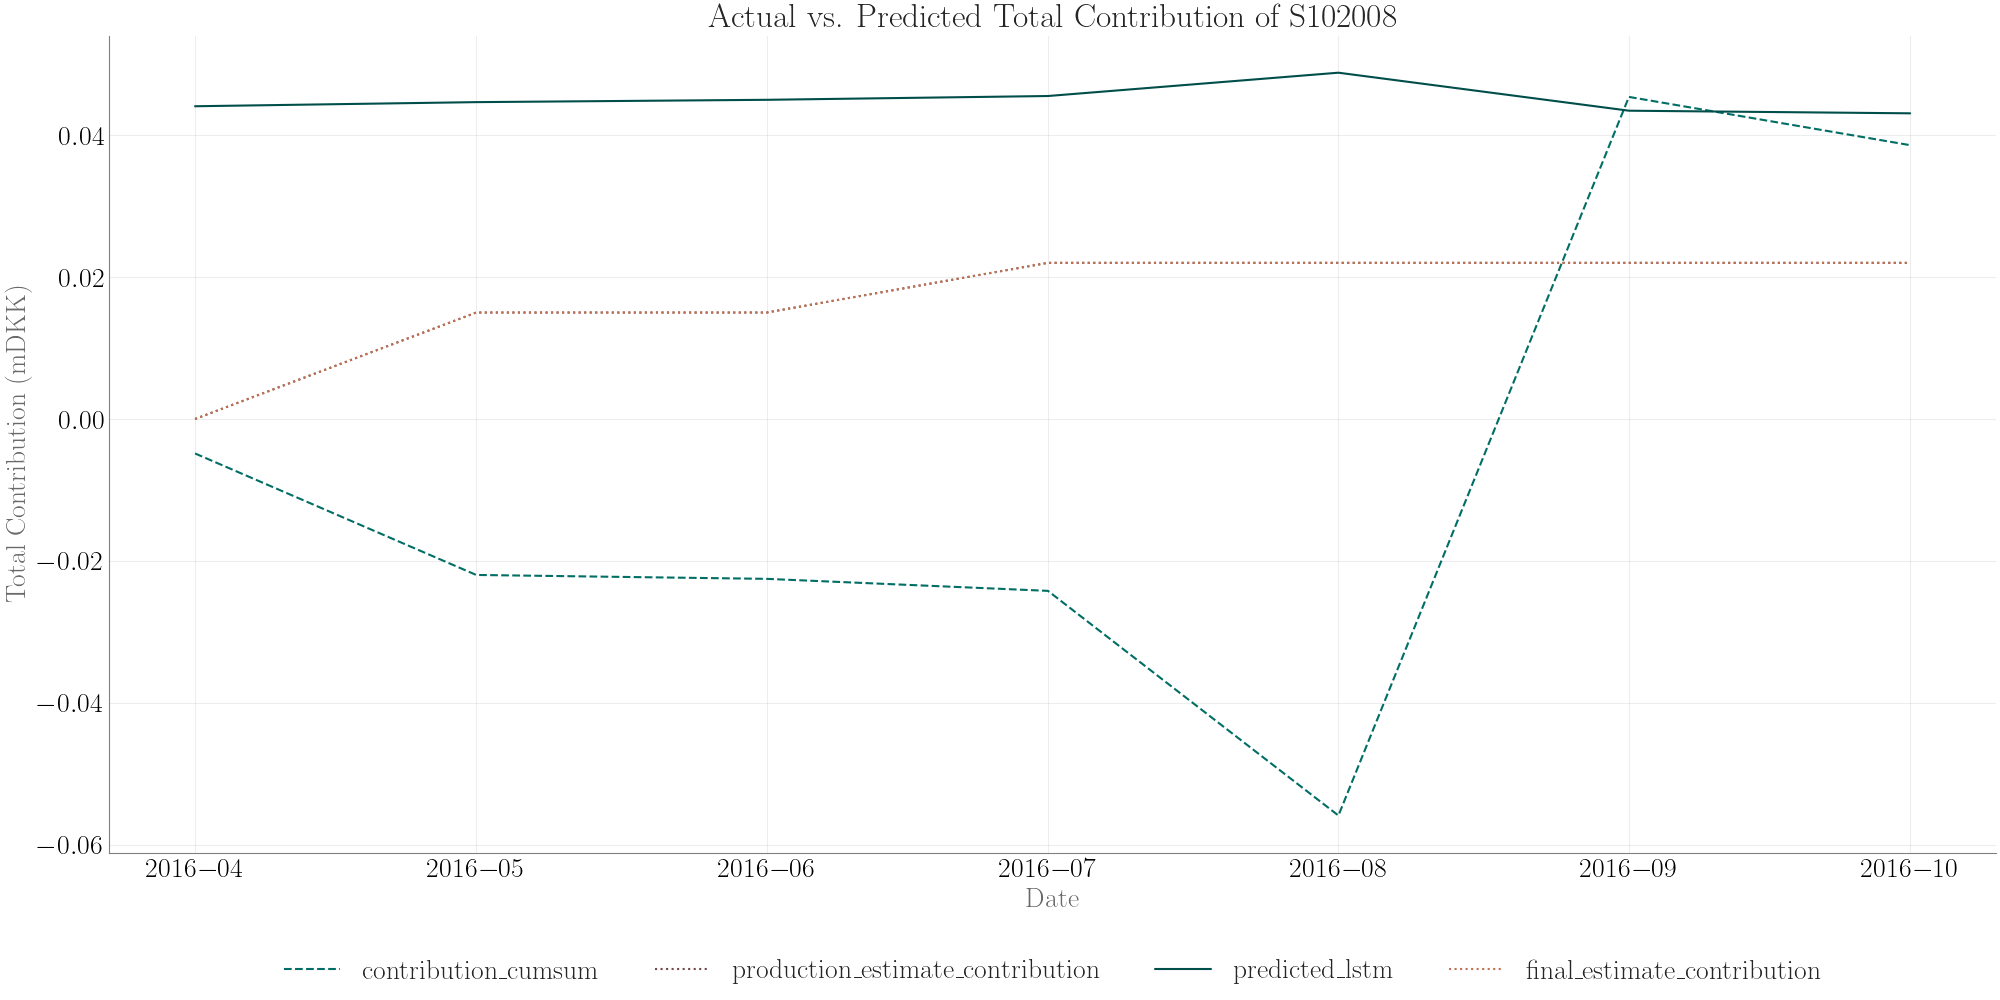 Actual vs. Predicted Total Contribution of S102008
Total Contribution (mDKK)
0.04
0.02
0.00
−0.02
−0.04
−0.06
2016−04 2016−05 2016−06 2016−07 2016−08 2016−09 2016−10
Date
contribution_cumsum production_estimate_contribution predicted_lstm final_estimate_contribution